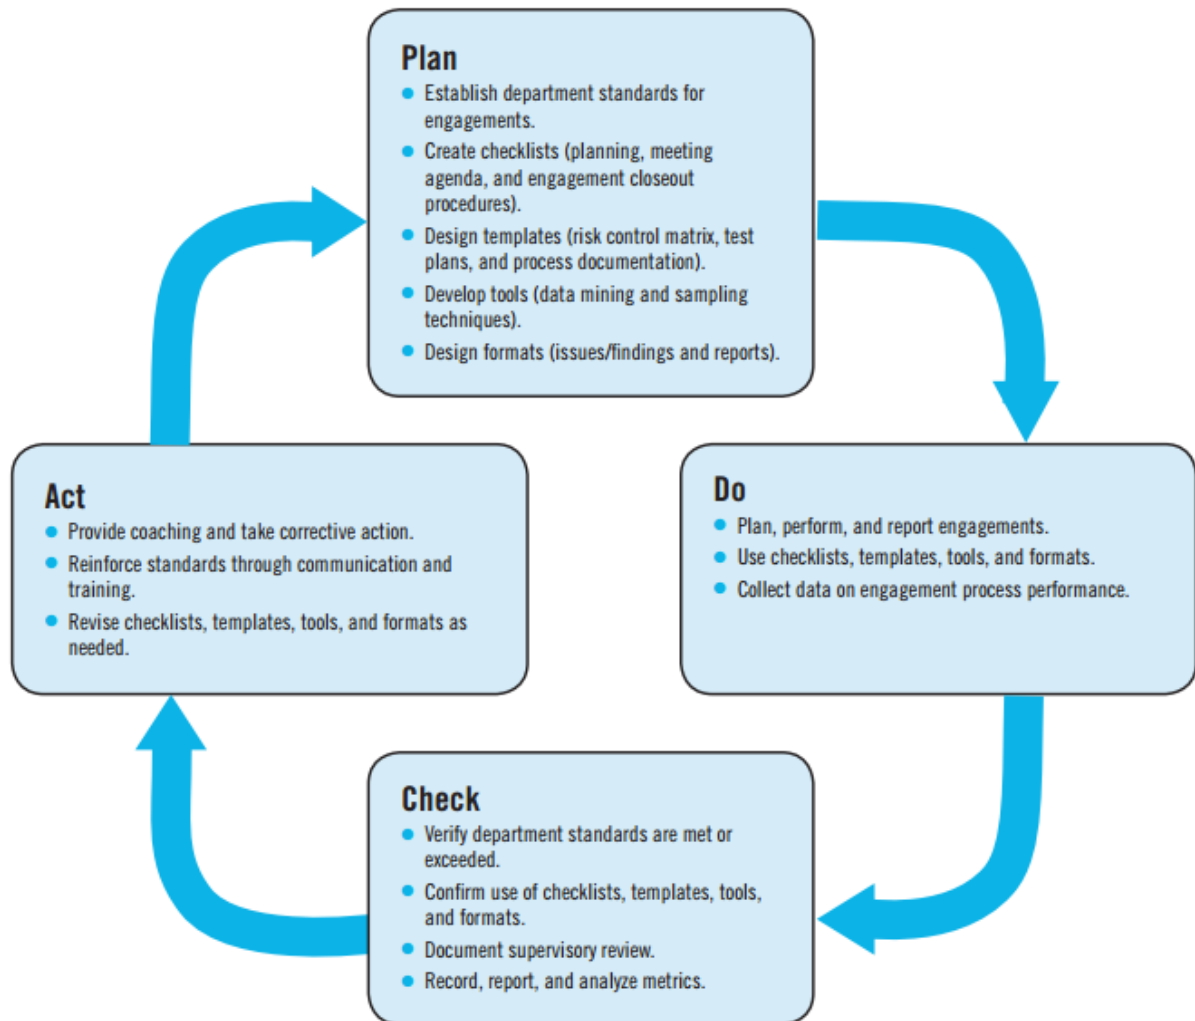 Plan
● Establish department standards for
engagements.
● Create checklists (planning, meeting
agenda, and engagement closeout
procedures).
● Design templates (risk control matrix, test
plans, and process documentation).
● Develop tools (data mining and sampling
techniques).
● Design formats (issues/findings and reports).
Do
● Plan, perform, and report engagements.
● Use checklists, templates, tools, and formats.
● Collect data on engagement process performance.
Check
● Verify department standards are met or
exceeded.
● Confirm use of checklists, templates, tools,
and formats.
● Document supervisory review.
● Record, report, and analyze metrics.
Act
● Provide coaching and take corrective action.
● Reinforce standards through communication and
training.
● Revise checklists, templates, tools, and formats as
needed.